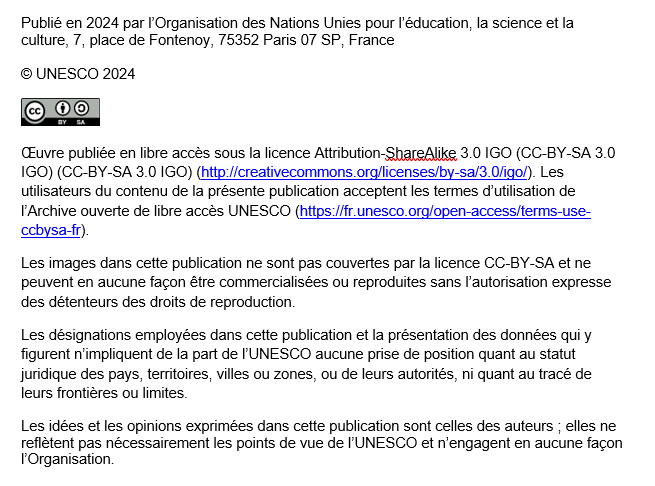 Publié en 2024 par l'Organisation des Nations Unies pour l'éducation, la science et la
culture, 7, place de Fontenoy, 75352 Paris 07 SP, France
© UNESCO 2024
cc BY SA
Œuvre publiée en libre accès sous la licence Attribution-ShareAlike 3.0 IGO (CC-BY-SA 3.0
IGO) (CC-BY-SA 3.0 IGO) (http://creativecommons.org/licenses/by-sa/3.0/igo/). Les
utilisateurs du contenu de la présente publication acceptent les termes d'utilisation de
l'Archive ouverte de libre accès UNESCO (https://fr.unesco.org/open-access/terms-use-
ccbysa-fr).
Les images dans cette publication ne sont pas couvertes par la licence CC-BY-SA et ne
peuvent en aucune façon être commercialisées ou reproduites sans l'autorisation expresse
des détenteurs des droits de reproduction.
Les désignations employées dans cette publication et la présentation des données qui y
figurent n'impliquent de la part de l'UNESCO aucune prise de position quant au statut
juridique des pays, territoires, villes ou zones, ou de leurs autorités, ni quant au tracé de
leurs frontières ou limites.
Les idées et les opinions exprimées dans cette publication sont celles des auteurs ; elles ne
reflètent pas nécessairement les points de vue de l'UNESCO et n'engagent en aucune façon
l'Organisation.